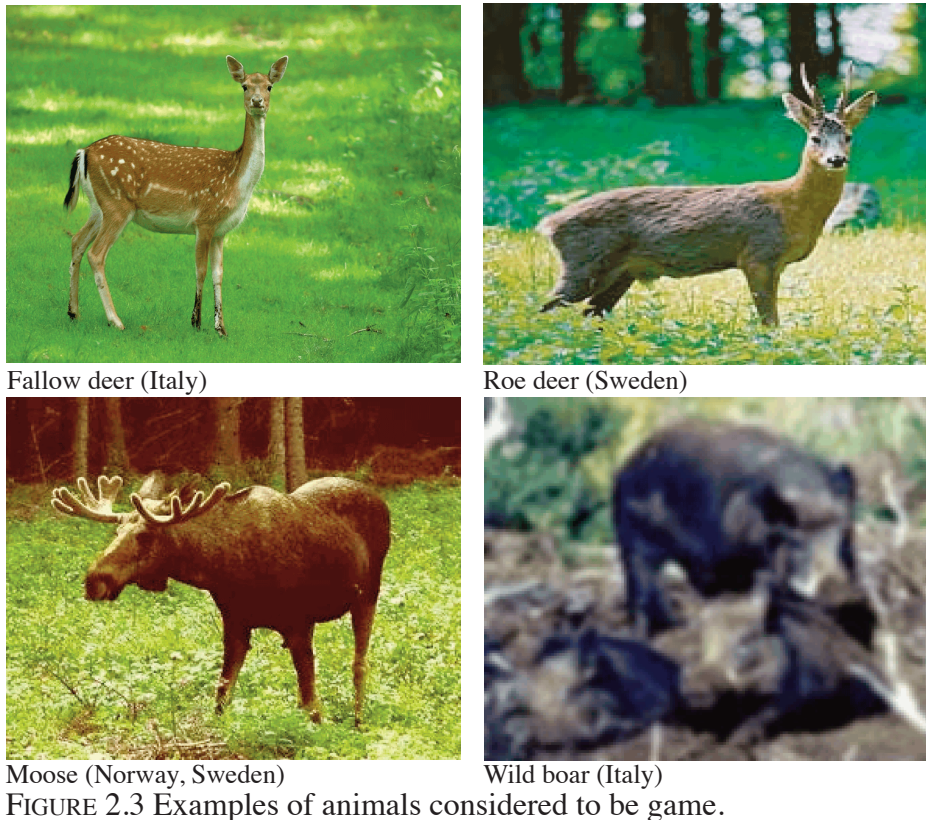 Fallow deer (Italy)
Roe deer (Sweden)
Moose (Norway, Sweden)
Wild boar (Italy)
FIGURE 2.3 Examples of animals considered to be game.